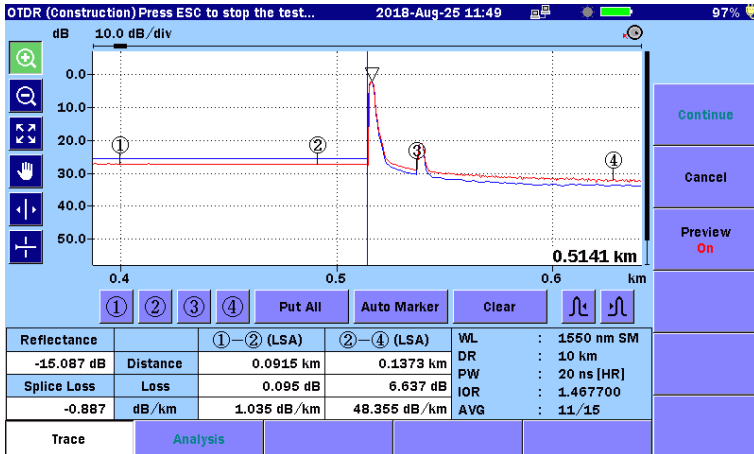 OTDR (Construction) Press ESC to stop the test... 2018-Aug-25 11:49 97%
dB 10.0 dB/div
0.0
10.0
20.0
30.0
40.0
50.0
① ② ③ ④
0.5141 km
0.4 0.5 0.6 km
Continue
Cancel
Preview
On
① ② ③ ④ Put All Auto Marker Clear
Reflectance ①-② (LSA) ②-④ (LSA)
-15.087 dB Distance 0.0915 km 0.1373 km
Splice Loss Loss 0.095 dB 6.637 dB
-0.887 dB/km 1.035 dB/km 48.355 dB/km
WL : 1550 nm SM
DR : 10 km
PW : 20 ns [HR]
IOR : 1.467700
AVG : 11/15
Trace Analysis